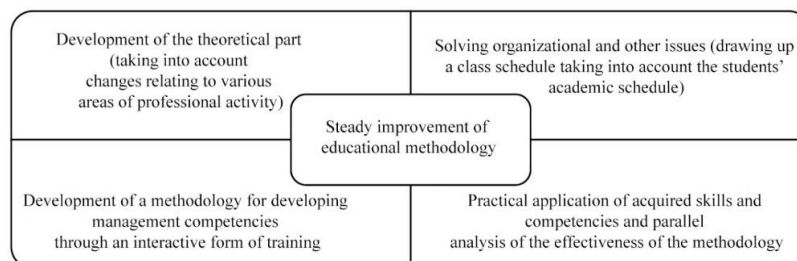 Development of the theoretical part
(taking into account
changes relating to various
areas of professional activity)
Solving organizational and other issues (drawing up
a class schedule taking into account the students’
academic schedule)
Steady improvement of
educational methodology
Development of a methodology for developing
management competencies
through an interactive form of training
Practical application of acquired skills and
competencies and parallel
analysis of the effectiveness of the methodology